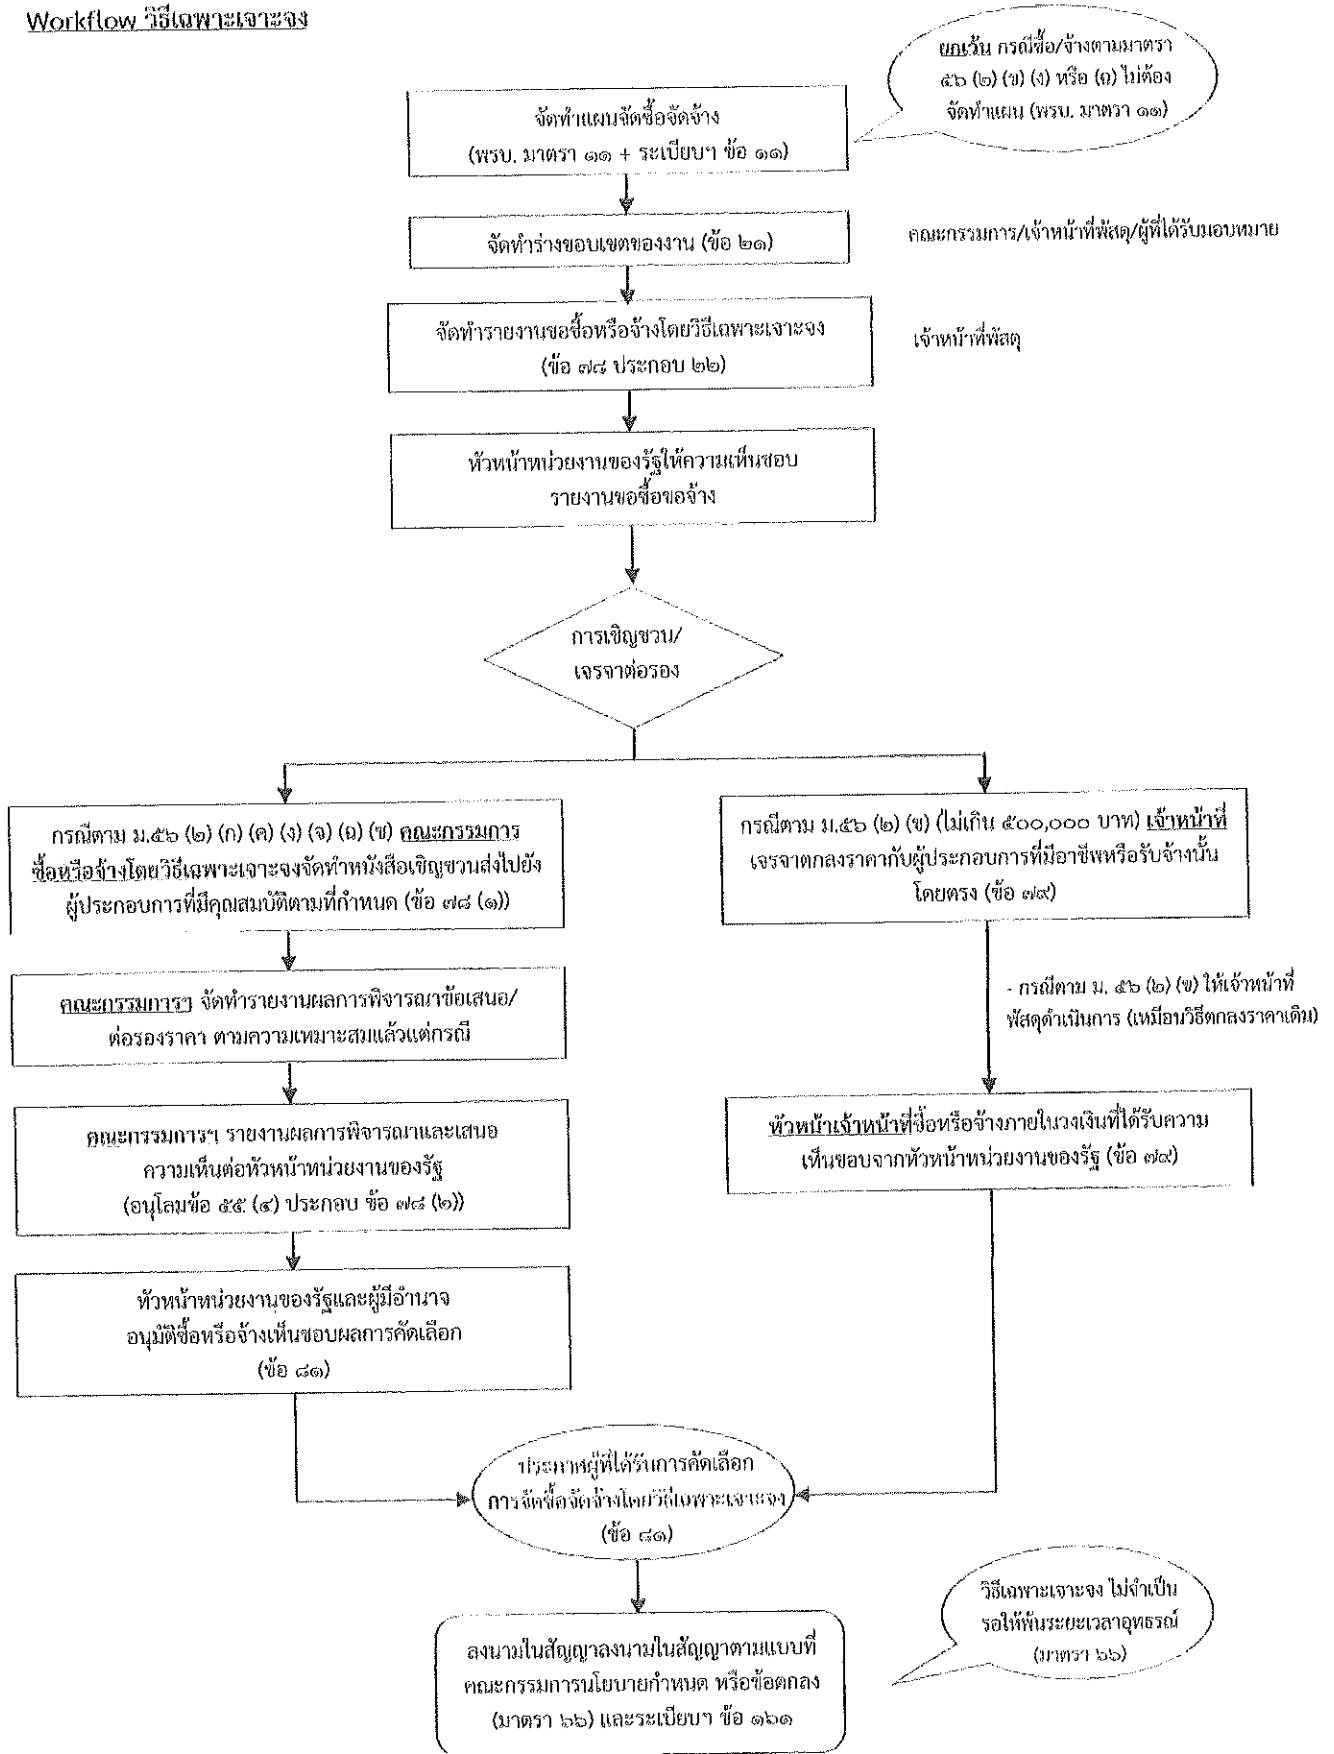 Workflow วิธีเฉพาะเจาะจง
ยกเว้น กรณีซื้อ/จ้างตามมาตรา
๕๖ (๒) (ข) (ง) หรือ (ฉ) ไม่ต้อง
จัดทำแผน (พรบ. มาตรา ๑๑)
จัดทำแผนจัดซื้อจัดจ้าง
(พรบ. มาตรา ๑๑ + ระเบียบฯ ข้อ ๑๑)
จัดทำร่างขอบเขตของงาน (ข้อ ๒๑)
คณะกรรมการ/เจ้าหน้าที่พัสดุ/ผู้ที่ได้รับมอบหมาย
จัดทำรายงานขอซื้อหรือจ้างโดยวิธีเฉพาะเจาะจง
(ข้อ ๗๘ ประกอบ ๒๒)
เจ้าหน้าที่พัสดุ
หัวหน้าหน่วยงานของรัฐให้ความเห็นชอบ
รายงานขอซื้อขอจ้าง
การเชิญชวน/
เจรจาต่อรอง
กรณีตาม ม.๕๖ (๒) (ก) (ค) (ง) (จ) (ฉ) (ช) คณะกรรมการ
ซื้อหรือจ้างโดยวิธีเฉพาะเจาะจงจัดทำหนังสือเชิญชวนส่งไปยัง
ผู้ประกอบการที่มีคุณสมบัติตามที่กำหนด (ข้อ ๗๘ (๑))
กรณีตาม ม.๕๖ (๒) (ข) (ไม่เกิน ๕๐๐,๐๐๐ บาท) เจ้าหน้าที่
เจรจาตกลงราคากับผู้ประกอบการที่มีอาชีพหรือรับจ้างนั้น
โดยตรง (ข้อ ๗๙)
คณะกรรมการฯ จัดทำรายงานผลการพิจารณาข้อเสนอ/
ต่อรองราคา ตามความเหมาะสมแล้วแต่กรณี
- กรณีตาม ม. ๕๖ (๒) (ข) ให้เจ้าหน้าที่
พัสดุดำเนินการ (เหมือนวิธีตกลงราคาเดิม)
คณะกรรมการฯ รายงานผลการพิจารณาและเสนอ
ความเห็นต่อหัวหน้าหน่วยงานของรัฐ
(อนุโลมข้อ ๕๕ (๔) ประกอบ ข้อ ๗๘ (๒))
หัวหน้าเจ้าหน้าที่ซื้อหรือจ้างภายในวงเงินที่ได้รับความ
เห็นชอบจากหัวหน้าหน่วยงานของรัฐ (ข้อ ๗๙)
หัวหน้าหน่วยงานของรัฐและผู้มีอำนาจ
อนุมัติซื้อหรือจ้างเห็นชอบผลการคัดเลือก
(ข้อ ๘๑)
ประกาศผู้ที่ได้รับการคัดเลือก
การจัดซื้อจัดจ้างโดยวิธีเฉพาะเจาะจง
(ข้อ ๘๑)
วิธีเฉพาะเจาะจง ไม่จำเป็น
รอให้พ้นระยะเวลาอุทธรณ์
(มาตรา ๖๖)
ลงนามในสัญญาลงนามในสัญญาตามแบบที่
คณะกรรมการนโยบายกำหนด หรือข้อตกลง
(มาตรา ๖๖) และระเบียบฯ ข้อ ๑๖๑